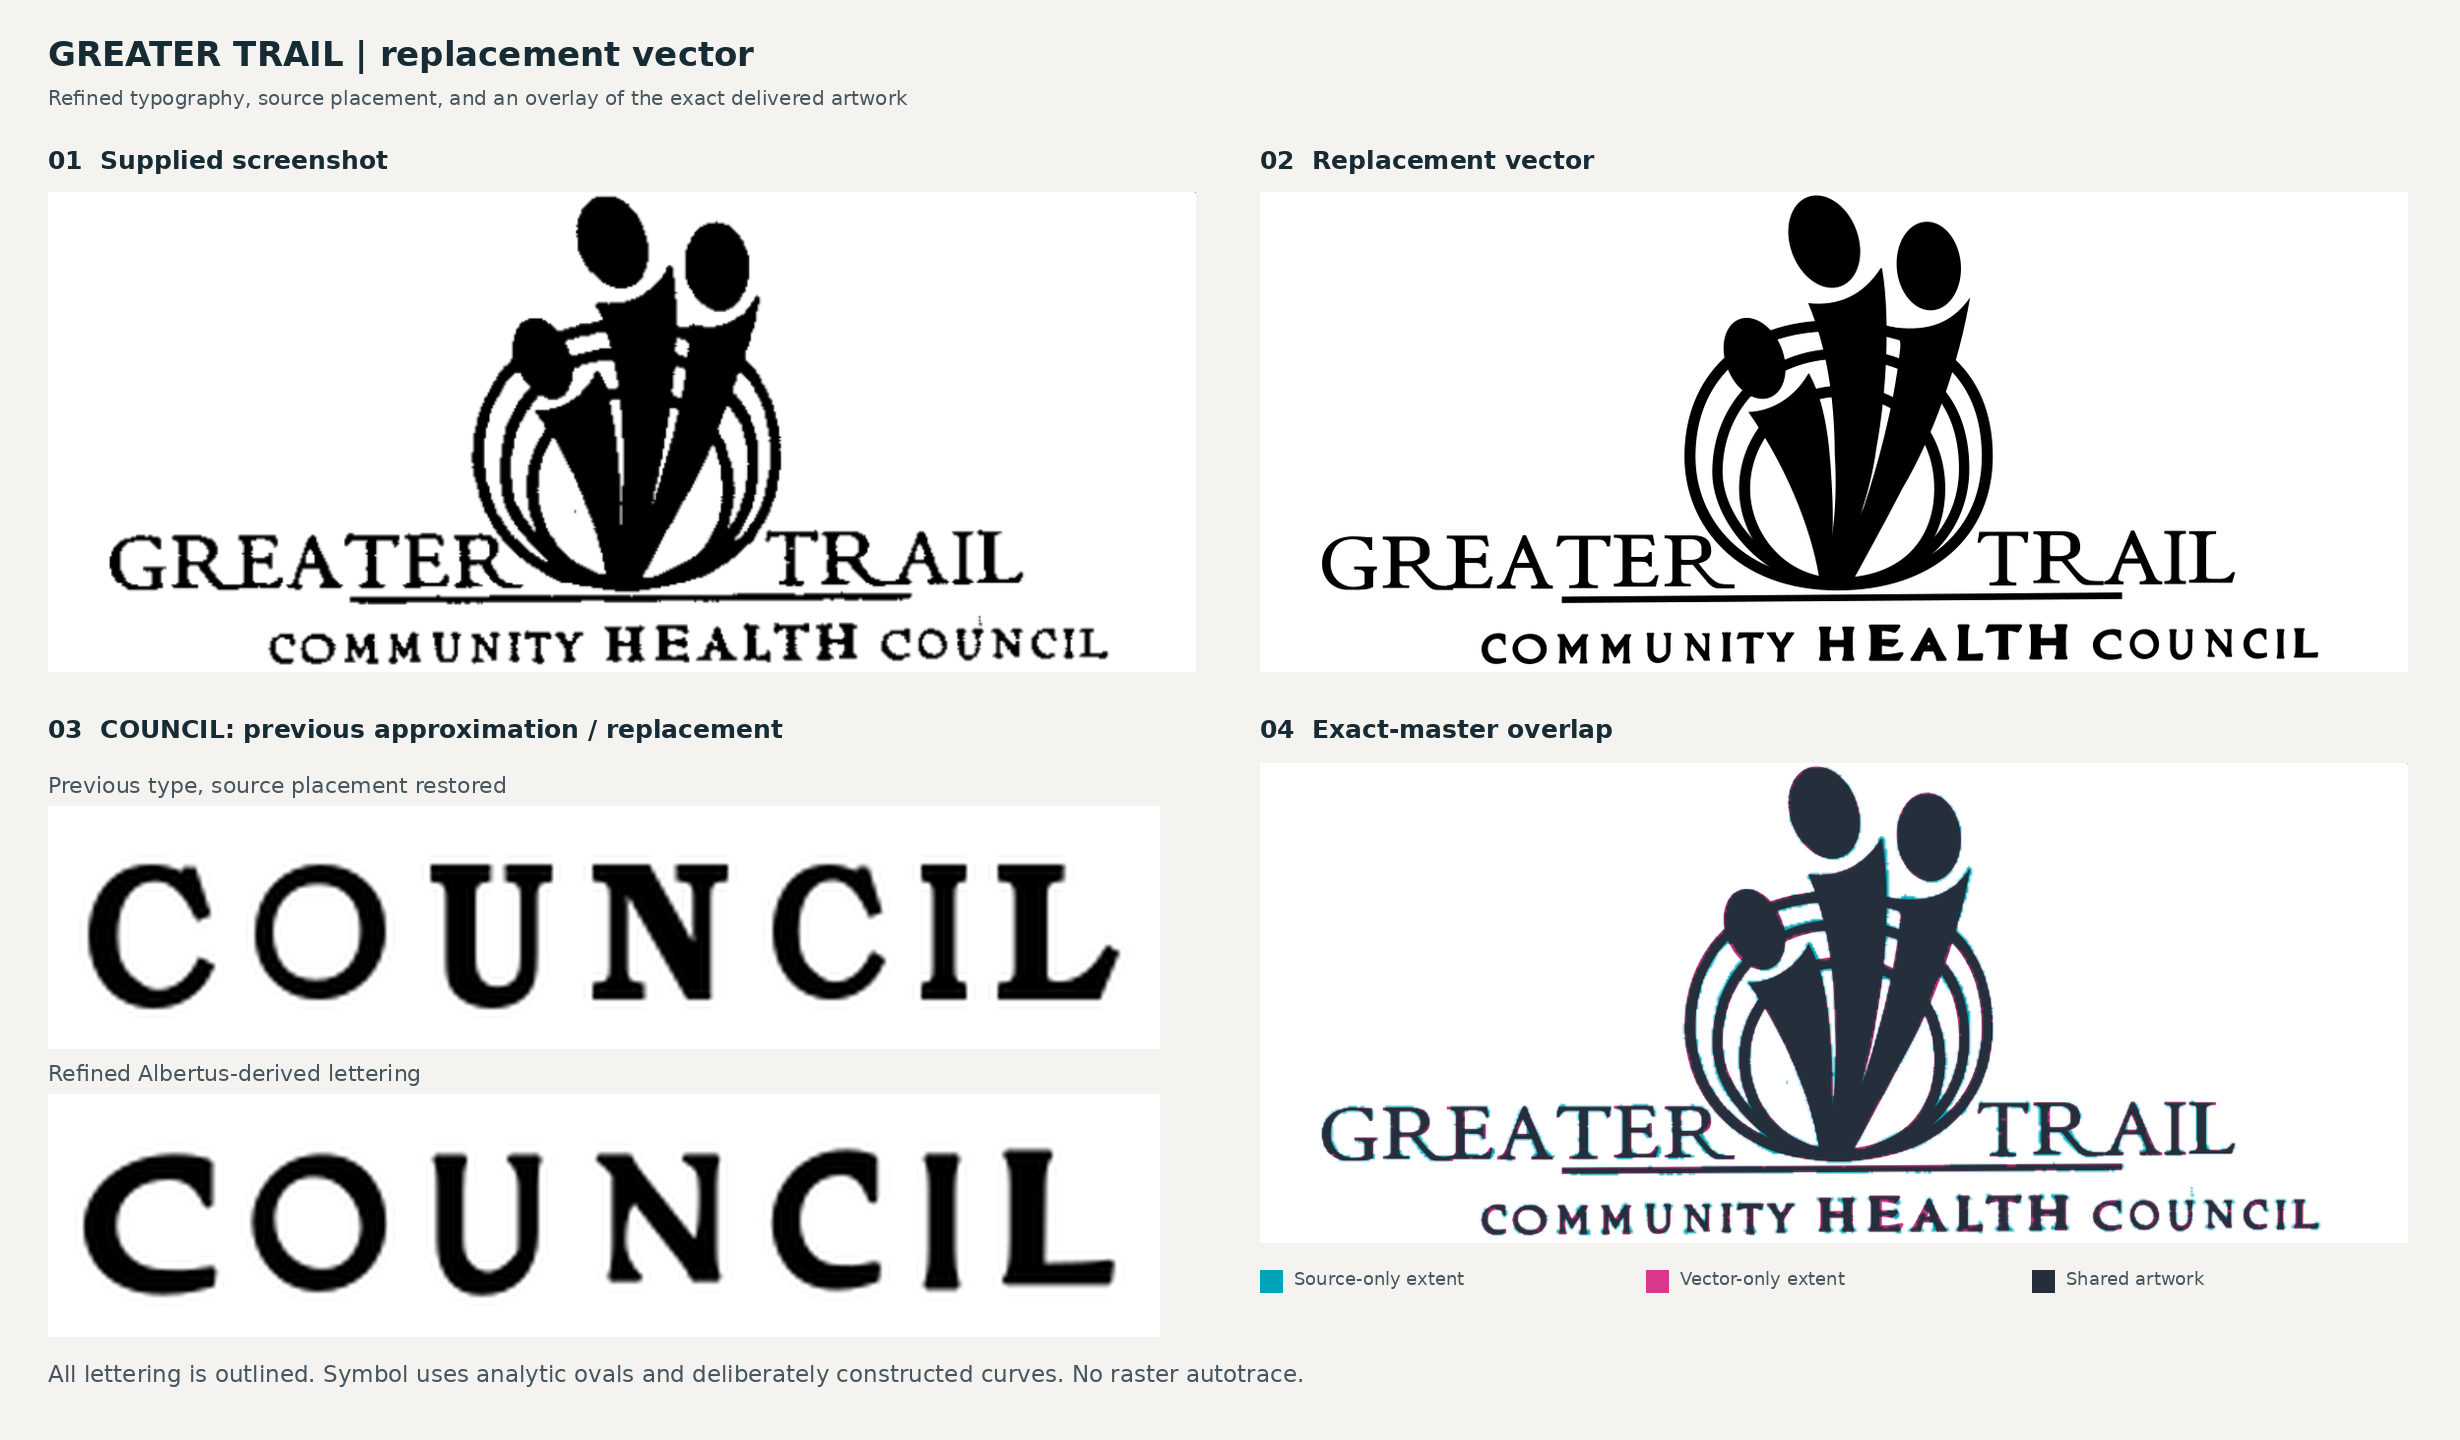 GREATER TRAIL | replacement vector
Refined typography, source placement, and an overlay of the exact delivered artwork
01 Supplied screenshot
GREATER TRAIL
COMMUNITY HEALTH COUNCIL
02 Replacement vector
GREATER TRAIL
COMMUNITY HEALTH COUNCIL
03 COUNCIL: previous approximation / replacement
Previous type, source placement restored
COUNCIL
Refined Albertus-derived lettering
COUNCIL
04 Exact-master overlap
GREATER TRAIL
COMMUNITY HEALTH COUNCIL
Source-only extent
Vector-only extent
Shared artwork
All lettering is outlined. Symbol uses analytic ovals and deliberately constructed curves. No raster autotrace.